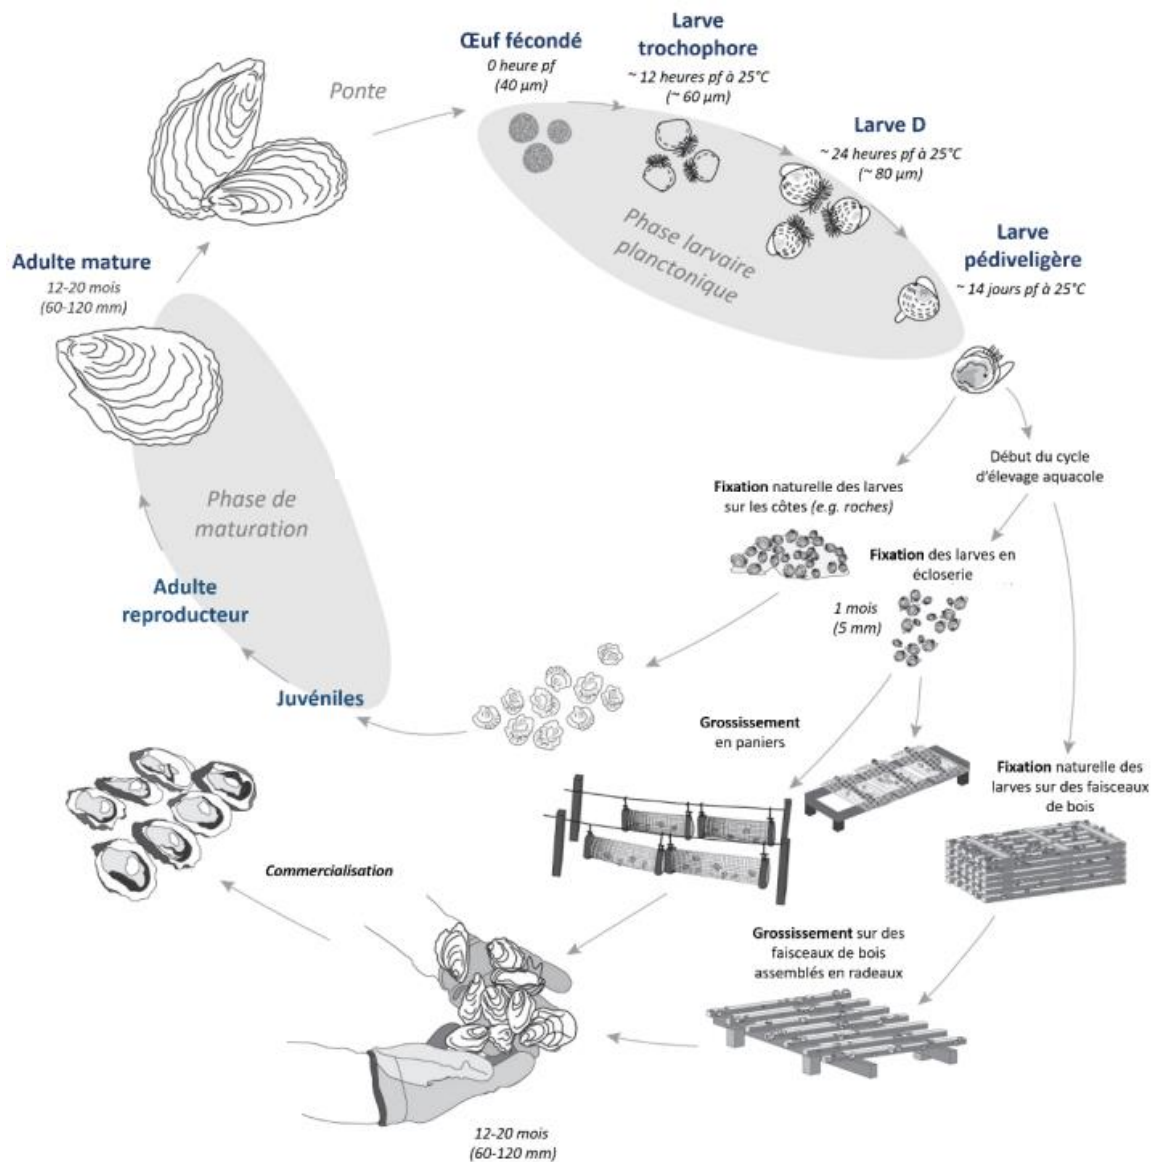 Œuf fécondé
0 heure pf
(40 µm)
Larve
trochophore
~ 12 heures pf à 25°C
(~ 60 µm)
Ponte
Larve D
~ 24 heures pf à 25°C
(~ 80 µm)
Phase larvaire
planctonique
Larve
pédiveligère
~ 14 jours pf à 25°C
Adulte mature
12-20 mois
(60-120 mm)
Début du cycle
d'élevage aquacole
Fixation naturelle des larves
sur les côtes (e.g. roches)
Phase de
maturation
Fixation des larves en
écloserie
1 mois
(5 mm)
Adulte
reproducteur
Juvéniles
Grossissement
en paniers
Fixation naturelle des
larves sur des faisceaux
de bois
Commercialisation
Grossissement sur des
faisceaux de bois
assemblés en radeaux
12-20 mois
(60-120 mm)